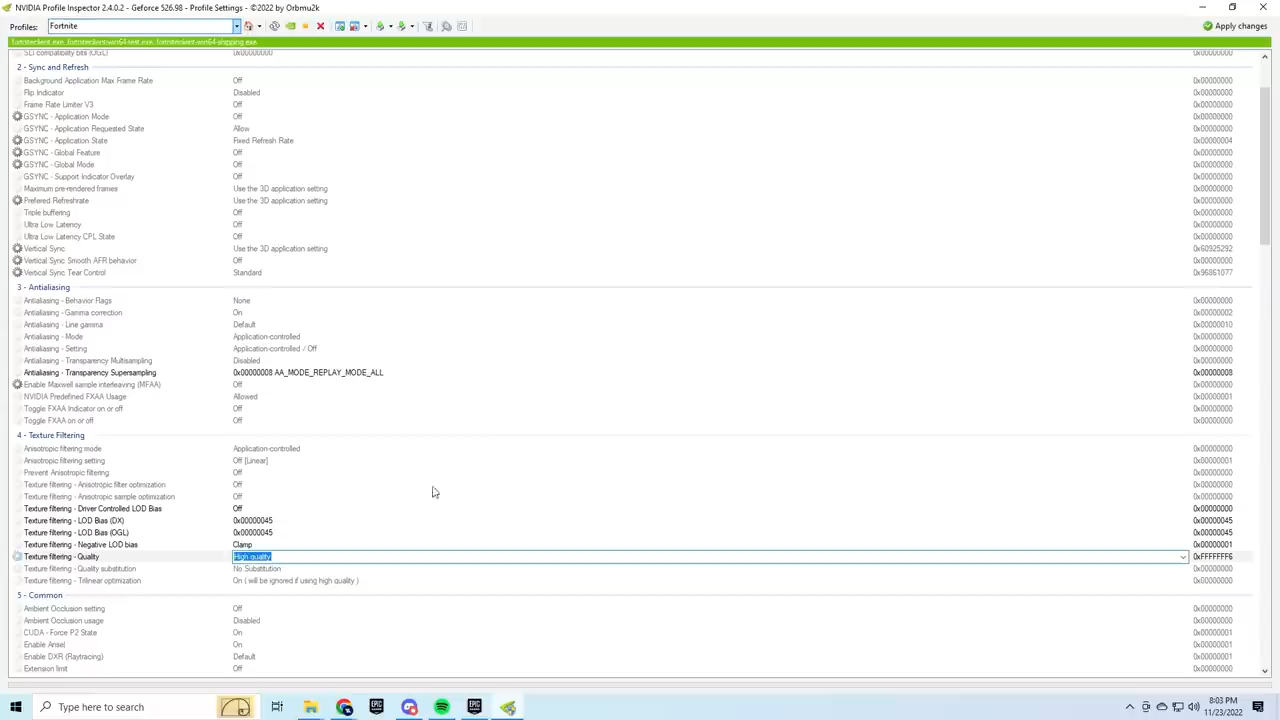 NVIDIA Profile Inspector 2.4.0.2 - Geforce 526.98 - Profile Settings - ©2022 by Orbmu2k
Profiles: Fortnite Apply changes
fortniteclient.exe, fortniteclient-win64-test.exe, fortniteclient-win64-shipping.exe
SLI compatibility bits (OGL) 0x00000000 0x00000000
2 - Sync and Refresh
Background Application Max Frame Rate Off 0x00000000
Flip Indicator Disabled 0x00000000
Frame Rate Limiter V3 Off 0x00000000
GSYNC - Application Mode Off 0x00000000
GSYNC - Application Requested State Allow 0x00000000
GSYNC - Application State Fixed Refresh Rate 0x00000004
GSYNC - Global Feature Off 0x00000000
GSYNC - Global Mode Off 0x00000000
GSYNC - Support Indicator Overlay Off 0x00000000
Maximum pre-rendered frames Use the 3D application setting 0x00000000
Prefered Refreshrate Use the 3D application setting 0x00000000
Triple buffering Off 0x00000000
Ultra Low Latency Off 0x00000000
Ultra Low Latency CPL State Off 0x00000000
Vertical Sync Use the 3D application setting 0x60925292
Vertical Sync Smooth AFR behavior Off 0x00000000
Vertical Sync Tear Control Standard 0x96861077
3 - Antialiasing
Antialiasing - Behavior Flags None 0x00000000
Antialiasing - Gamma correction On 0x00000002
Antialiasing - Line gamma Default 0x00000010
Antialiasing - Mode Application-controlled 0x00000000
Antialiasing - Setting Application-controlled / Off 0x00000000
Antialiasing - Transparency Multisampling Disabled 0x00000000
Antialiasing - Transparency Supersampling 0x00000008 AA_MODE_REPLAY_MODE_ALL 0x00000008
Enable Maxwell sample interleaving (MFAA) Off 0x00000000
NVIDIA Predefined FXAA Usage Allowed 0x00000001
Toggle FXAA Indicator on or off Off 0x00000000
Toggle FXAA on or off Off 0x00000000
4 - Texture Filtering
Anisotropic filtering mode Application-controlled 0x00000000
Anisotropic filtering setting Off [Linear] 0x00000001
Prevent Anisotropic filtering Off 0x00000000
Texture filtering - Anisotropic filter optimization Off 0x00000000
Texture filtering - Anisotropic sample optimization Off 0x00000000
Texture filtering - Driver Controlled LOD Bias Off 0x00000000
Texture filtering - LOD Bias (DX) 0x00000045 0x00000045
Texture filtering - LOD Bias (OGL) 0x00000045 0x00000045
Texture filtering - Negative LOD bias Clamp 0x00000001
Texture filtering - Quality High quality 0xFFFFFFF6
Texture filtering - Quality substitution No Substitution 0x00000000
Texture filtering - Trilinear optimization On ( will be ignored if using high quality ) 0x00000000
5 - Common
Ambient Occlusion setting Off 0x00000000
Ambient Occlusion usage Disabled 0x00000000
CUDA - Force P2 State On 0x00000001
Enable Ansel On 0x00000001
Enable DXR (Raytracing) Default 0x00000001
Extension limit Off 0x00000000
Type here to search
8:03 PM
11/23/2022